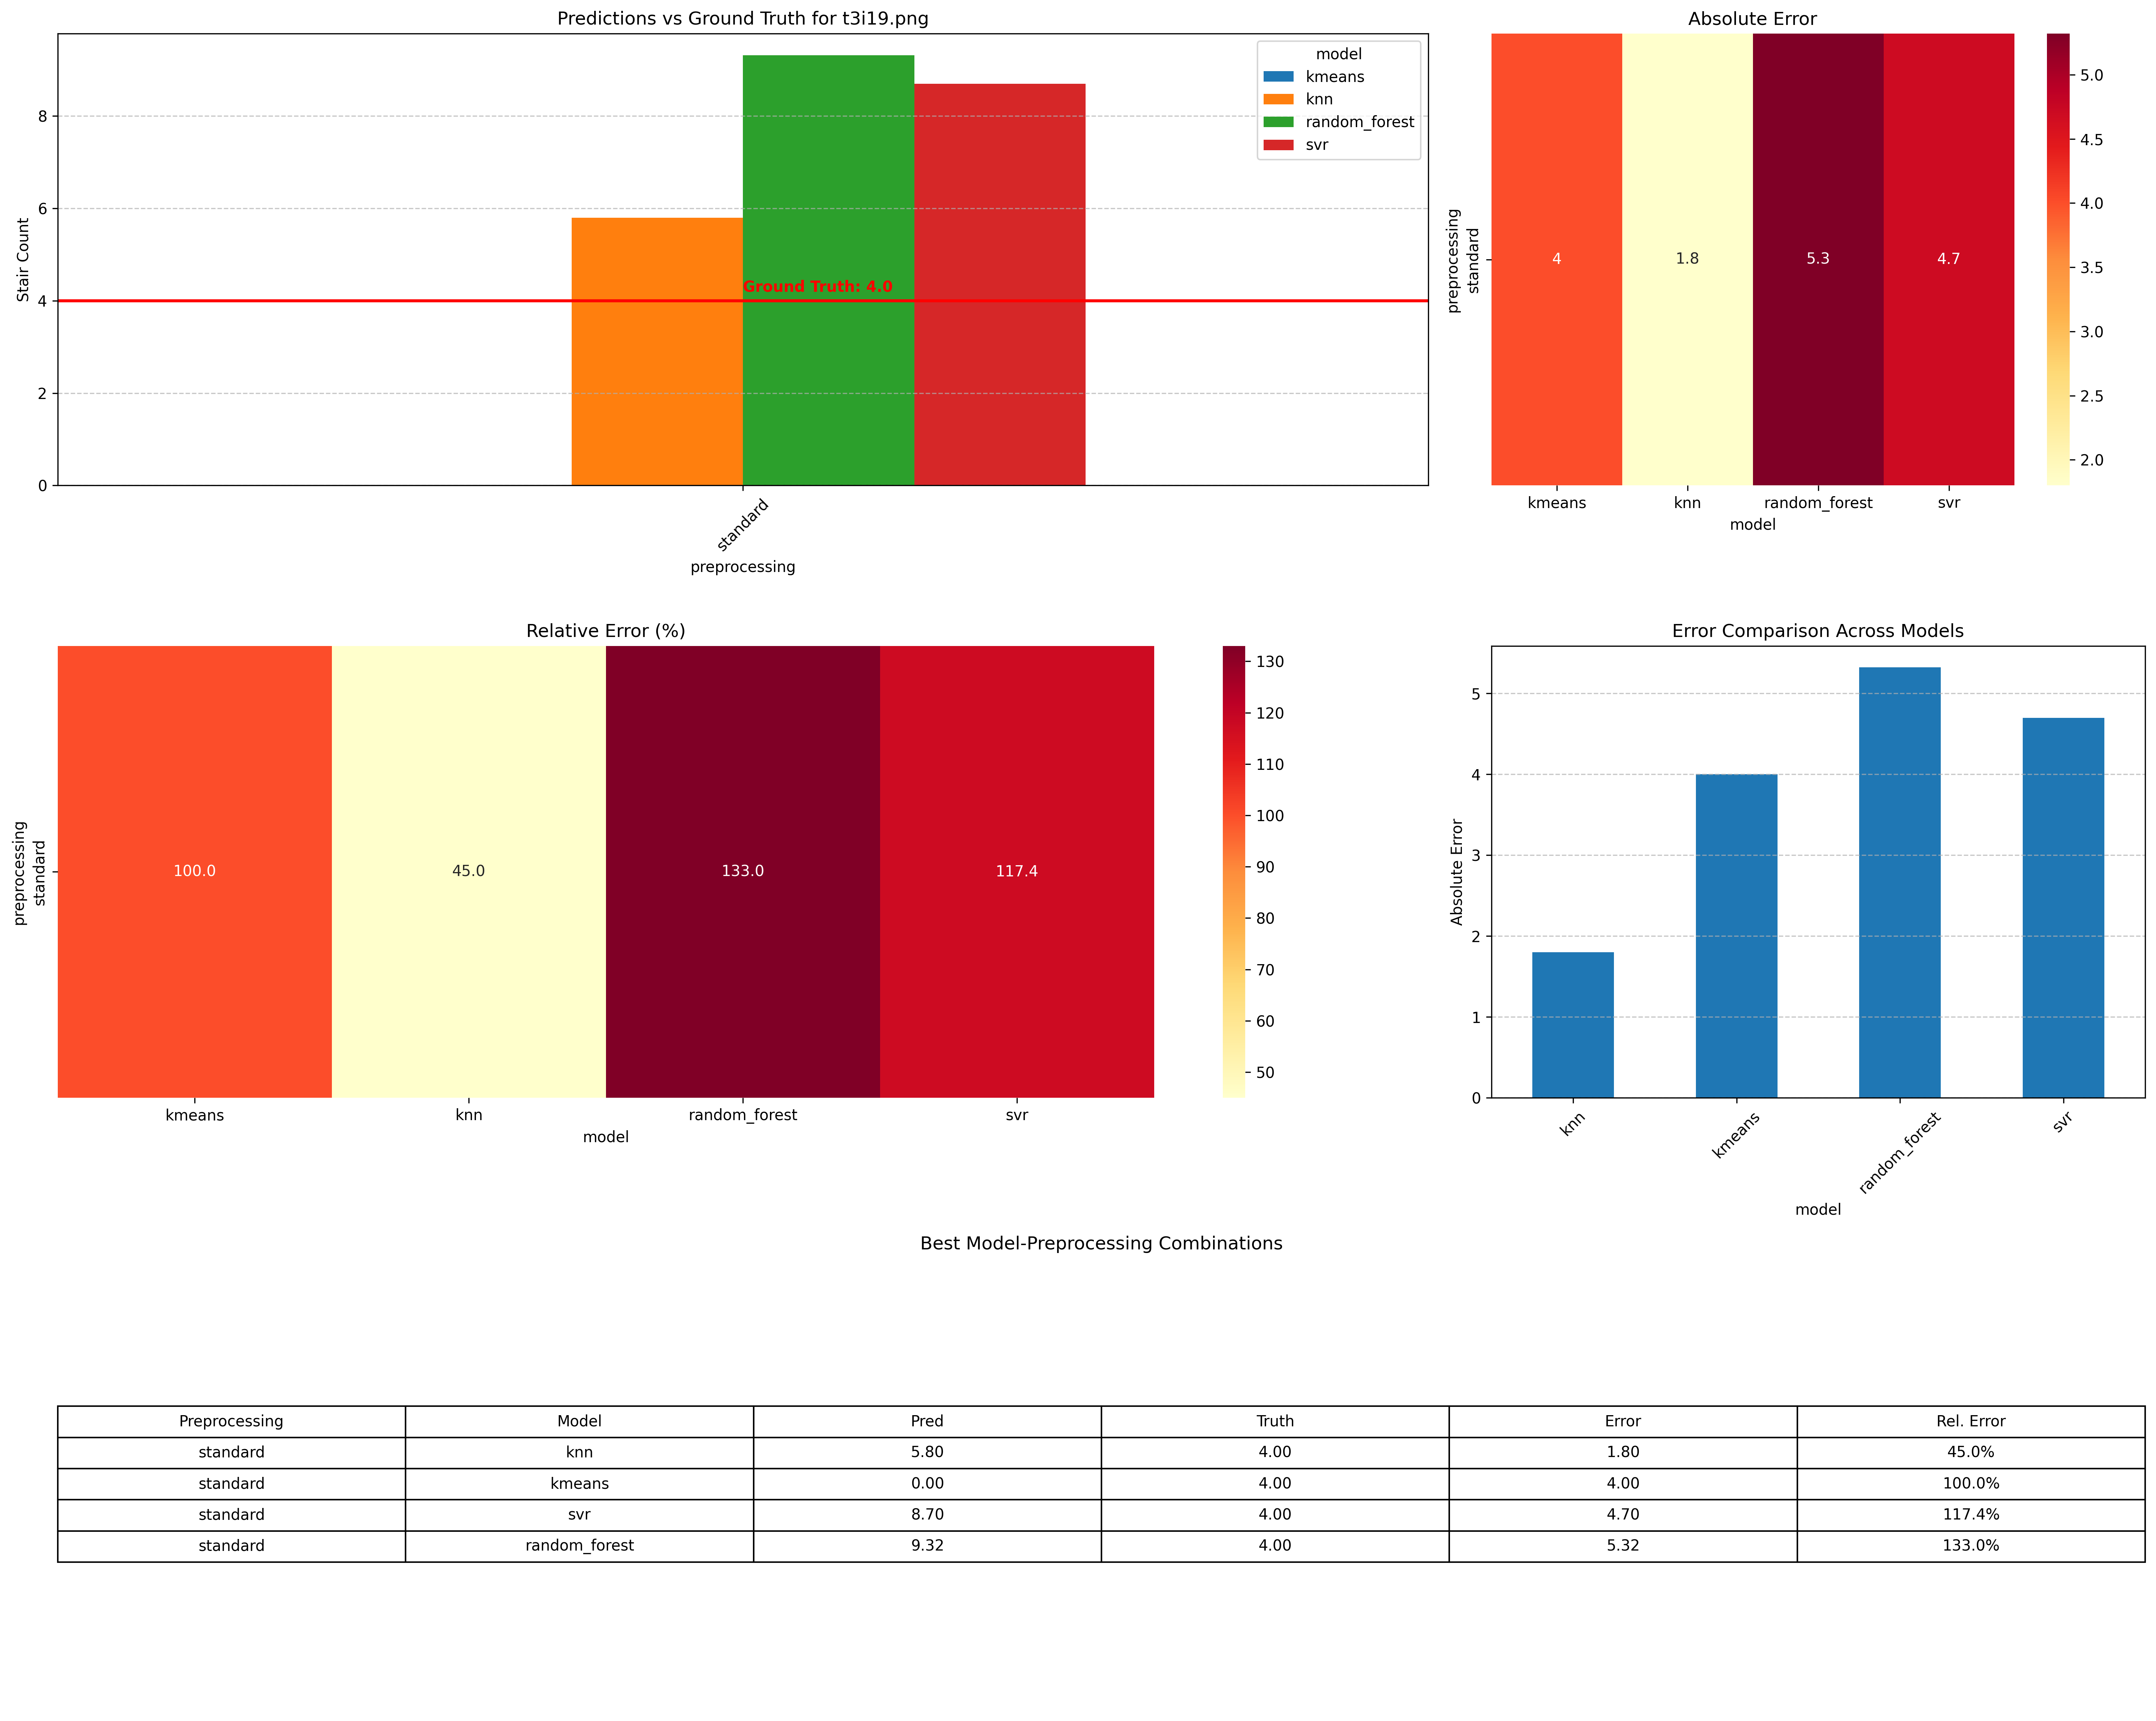 Predictions vs Ground Truth for t3i19.png
Stair Count
8
6
4
2
0
Ground Truth: 4.0
model
kmeans
knn
random_forest
svr
standard
preprocessing
Absolute Error
preprocessing
standard
4 1.8 5.3 4.7
kmeans knn random_forest svr
model
5.0
4.5
4.0
3.5
3.0
2.5
2.0
Relative Error (%)
preprocessing
standard
100.0 45.0 133.0 117.4
kmeans knn random_forest svr
model
130
120
110
100
90
80
70
60
50
Error Comparison Across Models
Absolute Error
5
4
3
2
1
0
knn kmeans random_forest svr
model
Best Model-Preprocessing Combinations
Preprocessing Model Pred Truth Error Rel. Error
standard knn 5.80 4.00 1.80 45.0%
standard kmeans 0.00 4.00 4.00 100.0%
standard svr 8.70 4.00 4.70 117.4%
standard random_forest 9.32 4.00 5.32 133.0%